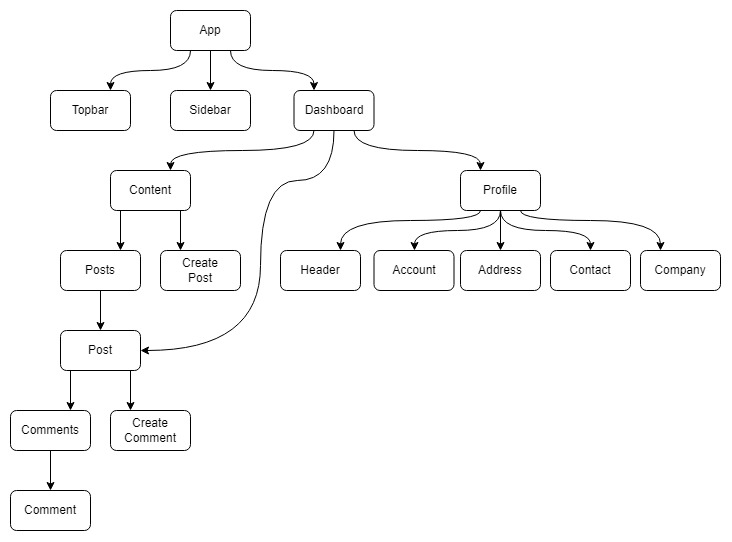 App
Topbar
Sidebar
Dashboard
Content
Profile
Posts
Create
Post
Header
Account
Address
Contact
Company
Post
Comments
Create
Comment
Comment